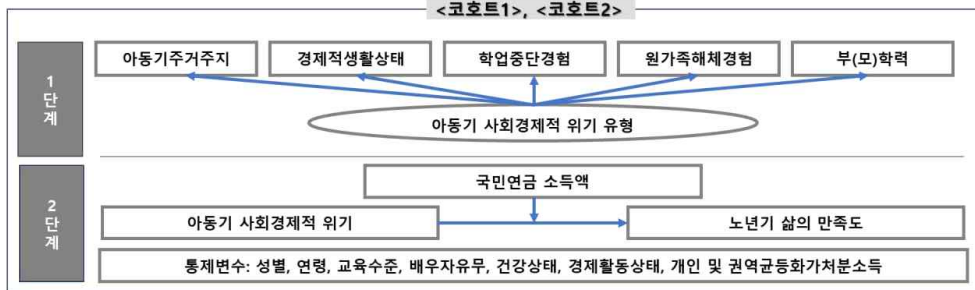 <코호트1>, <코호트2>
1
단
계
아동기주거주지
경제적생활상태
학업중단경험
원가족해체경험
부(모)학력
아동기 사회경제적 위기 유형
2
단
계
국민연금 소득액
아동기 사회경제적 위기
노년기 삶의 만족도
통제변수: 성별, 연령, 교육수준, 배우자유무, 건강상태, 경제활동상태, 개인 및 권역균등화가처분소득